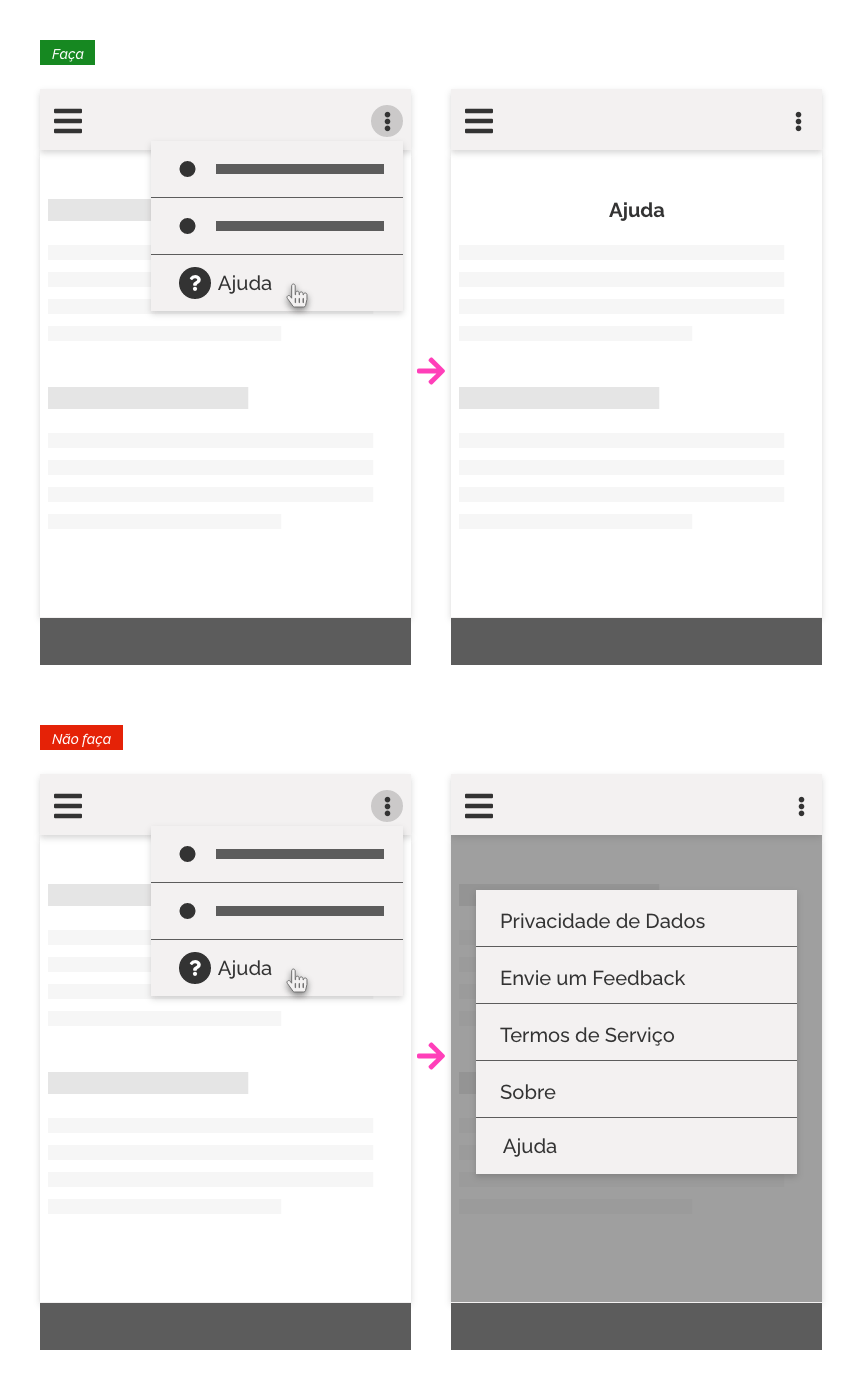 Faça
? Ajuda
Ajuda
Não faça
? Ajuda
Privacidade de Dados
Envie um Feedback
Termos de Serviço
Sobre
Ajuda